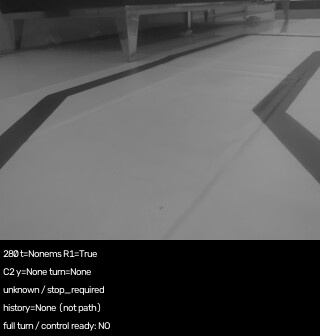 280 t=Nonems R1=True
C2 y=None turn=None
unknown / stop_required
history=None (not path)
full turn / control ready: NO